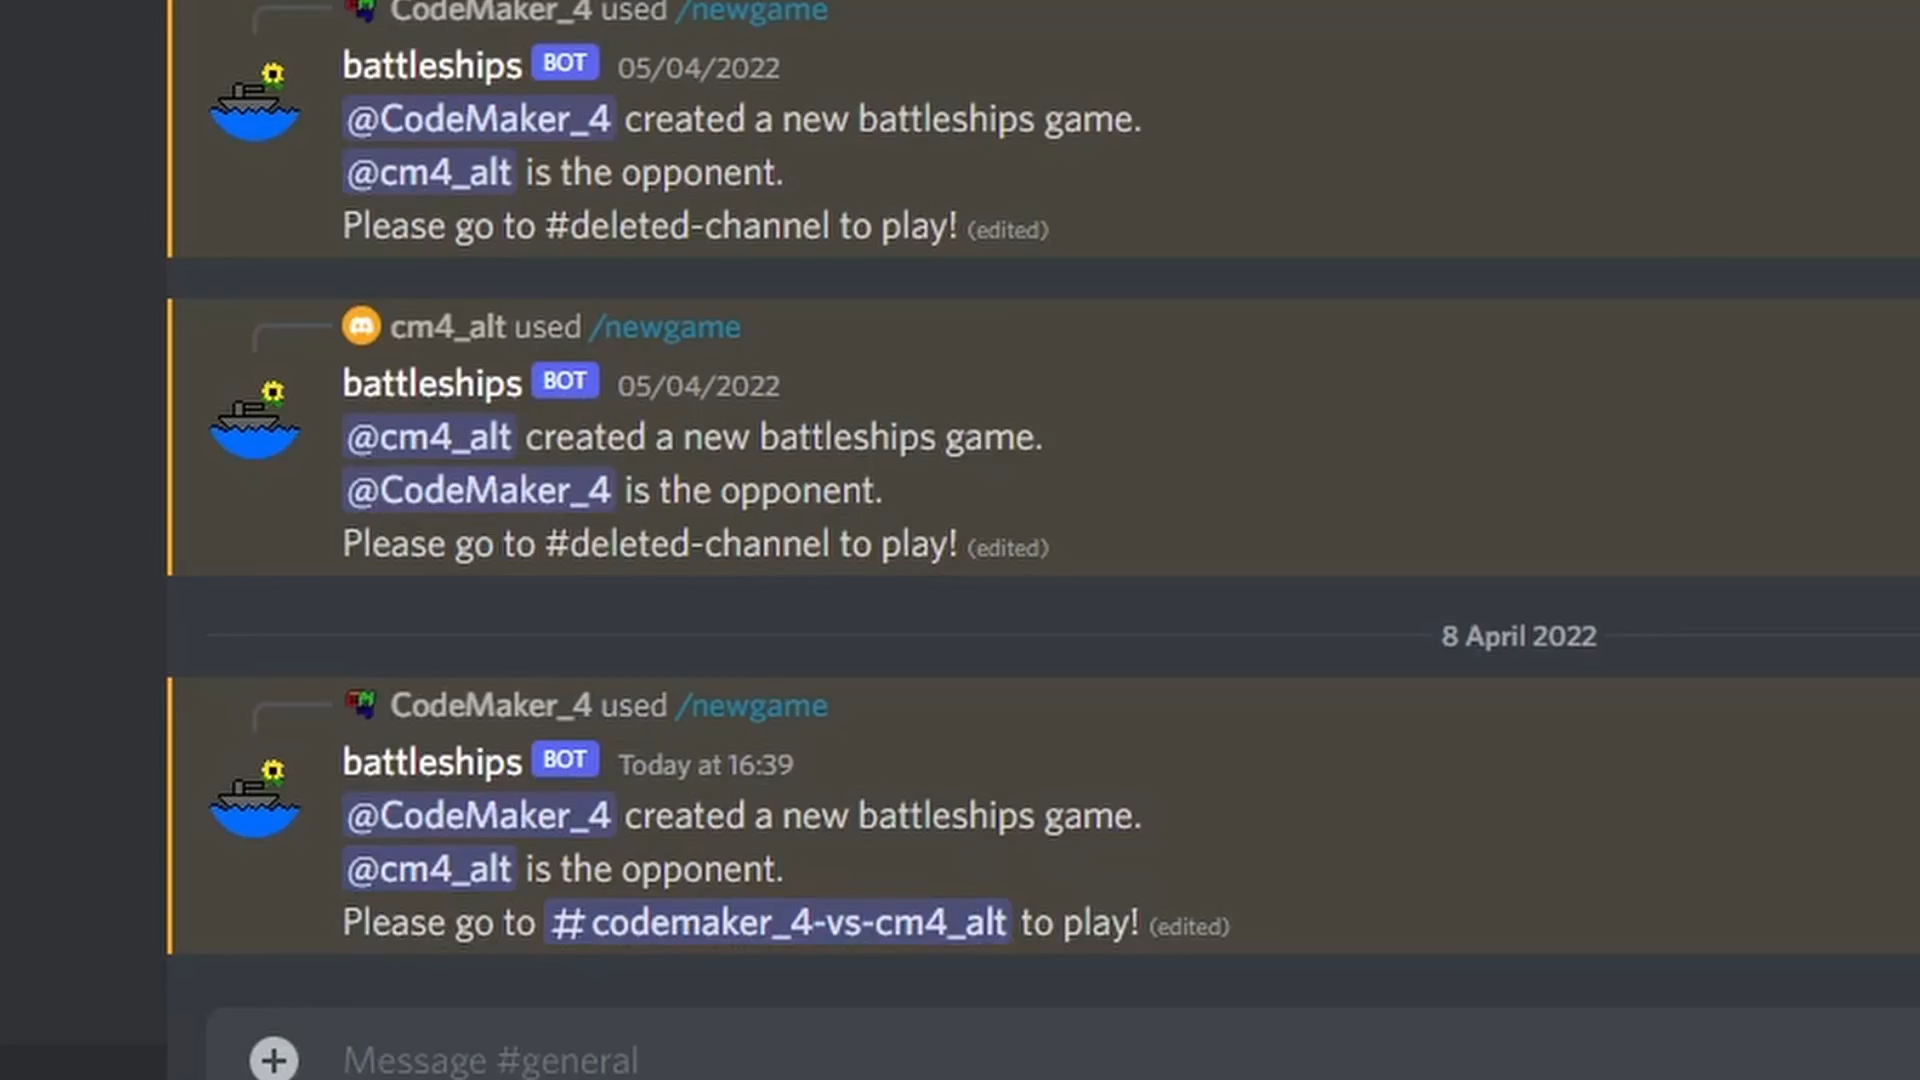 CodeMaker_4 used /newgame
battleships BOT 05/04/2022
@CodeMaker_4 created a new battleships game.
@cm4_alt is the opponent.
Please go to #deleted-channel to play! (edited)
cm4_alt used /newgame
battleships BOT 05/04/2022
@cm4_alt created a new battleships game.
@CodeMaker_4 is the opponent.
Please go to #deleted-channel to play! (edited)
8 April 2022
CodeMaker_4 used /newgame
battleships BOT Today at 16:39
@CodeMaker_4 created a new battleships game.
@cm4_alt is the opponent.
Please go to #codemaker_4-vs-cm4_alt to play! (edited)
Message #general